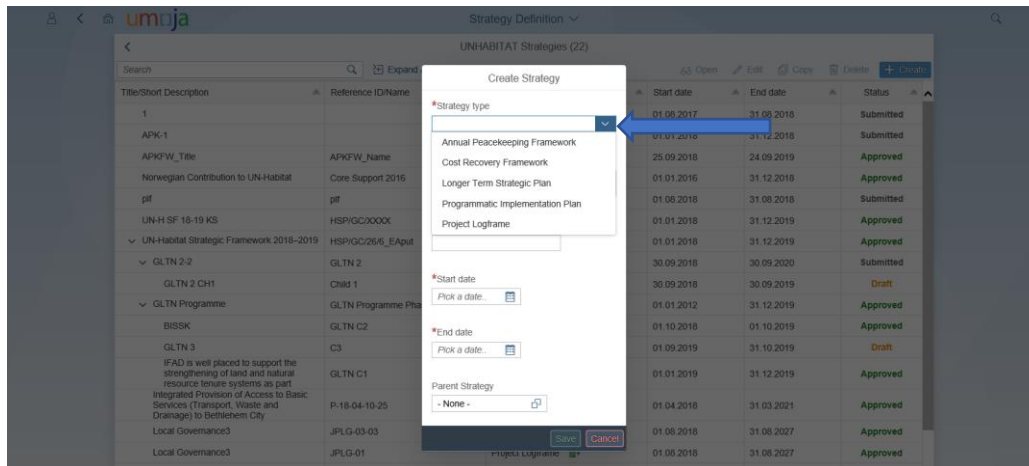 umoja
Strategy Definition
UNHABITAT Strategies (22)
Search
Expand
Open Edit Copy Delete + Create
Title/Short Description Reference ID/Name Start date End date Status
1 01.08.2017 31.08.2018 Submitted
APK-1 01.01.2018 31.12.2018 Submitted
APKFW_Title APKFW_Name 25.09.2018 24.09.2019 Approved
Norwegian Contribution to UN-Habitat Core Support 2016 01.01.2016 31.12.2018 Approved
plf plf 01.08.2018 31.08.2018 Submitted
UN-H SF 18-19 KS HSP/GC/XXXX 01.01.2018 31.12.2019 Approved
UN-Habitat Strategic Framework 2018–2019 HSP/GC/26/6_EAput 01.01.2018 31.12.2019 Approved
GLTN 2-2 GLTN 2 30.09.2018 30.09.2020 Submitted
GLTN 2 CH1 Child 1 30.09.2018 30.09.2019 Draft
GLTN Programme GLTN Programme Pha 01.01.2012 31.12.2019 Approved
BISSK GLTN C2 01.10.2018 01.10.2019 Approved
GLTN 3 C3 01.09.2019 31.10.2019 Draft
IFAD is well placed to support the
strengthening of land and natural
resource tenure systems as part
GLTN C1 01.01.2019 31.12.2019 Approved
Integrated Provision of Access to Basic
Services (Transport, Waste and
Drainage) to Bethlehem City
P-18-04-10-25 01.04.2018 31.03.2021 Approved
Local Governance3 JPLG-03-03 01.08.2018 31.08.2027 Approved
Local Governance3 JPLG-01 Project Logframe 01.08.2018 31.08.2027 Approved
Create Strategy
*Strategy type
Annual Peacekeeping Framework
Cost Recovery Framework
Longer Term Strategic Plan
Programmatic Implementation Plan
Project Logframe
*Start date
Pick a date..
*End date
Pick a date..
Parent Strategy
- None -
Save Cancel